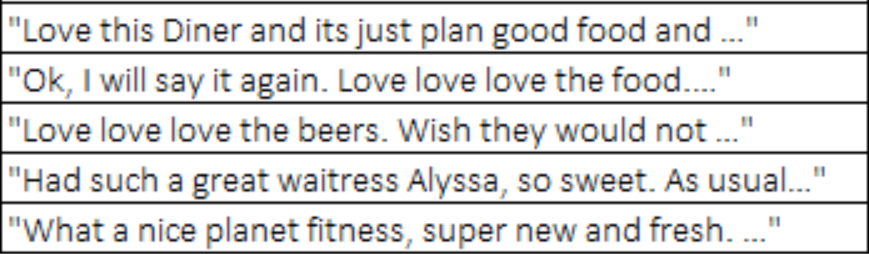 "Love this Diner and its just plan good food and ..."
"Ok, I will say it again. Love love love the food...."
"Love love love the beers. Wish they would not ..."
"Had such a great waitress Alyssa, so sweet. As usual..."
"What a nice planet fitness, super new and fresh. ..."